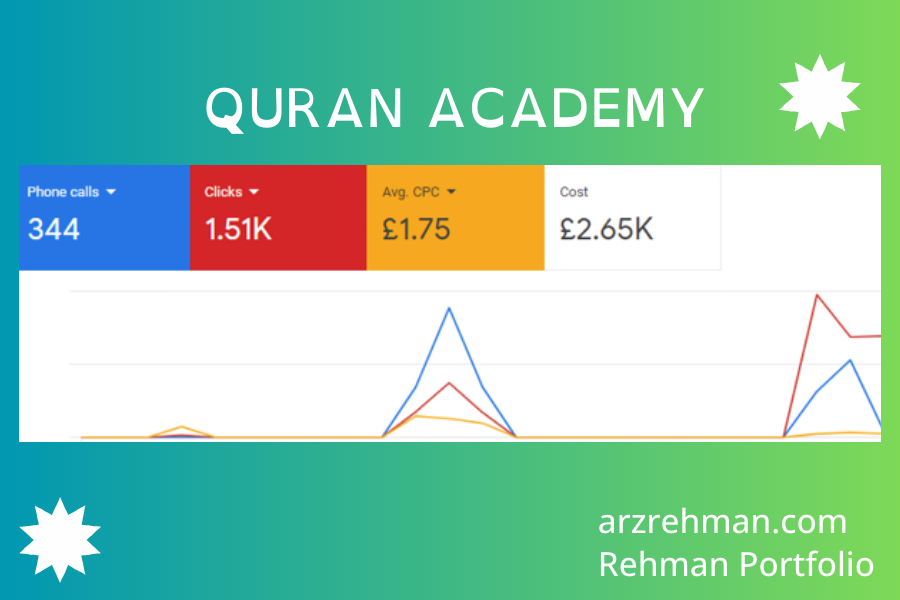 QURAN ACADEMY
Phone calls Clicks Avg. CPC Cost
344 1.51K £1.75 £2.65K
arzrehman.com
Rehman Portfolio